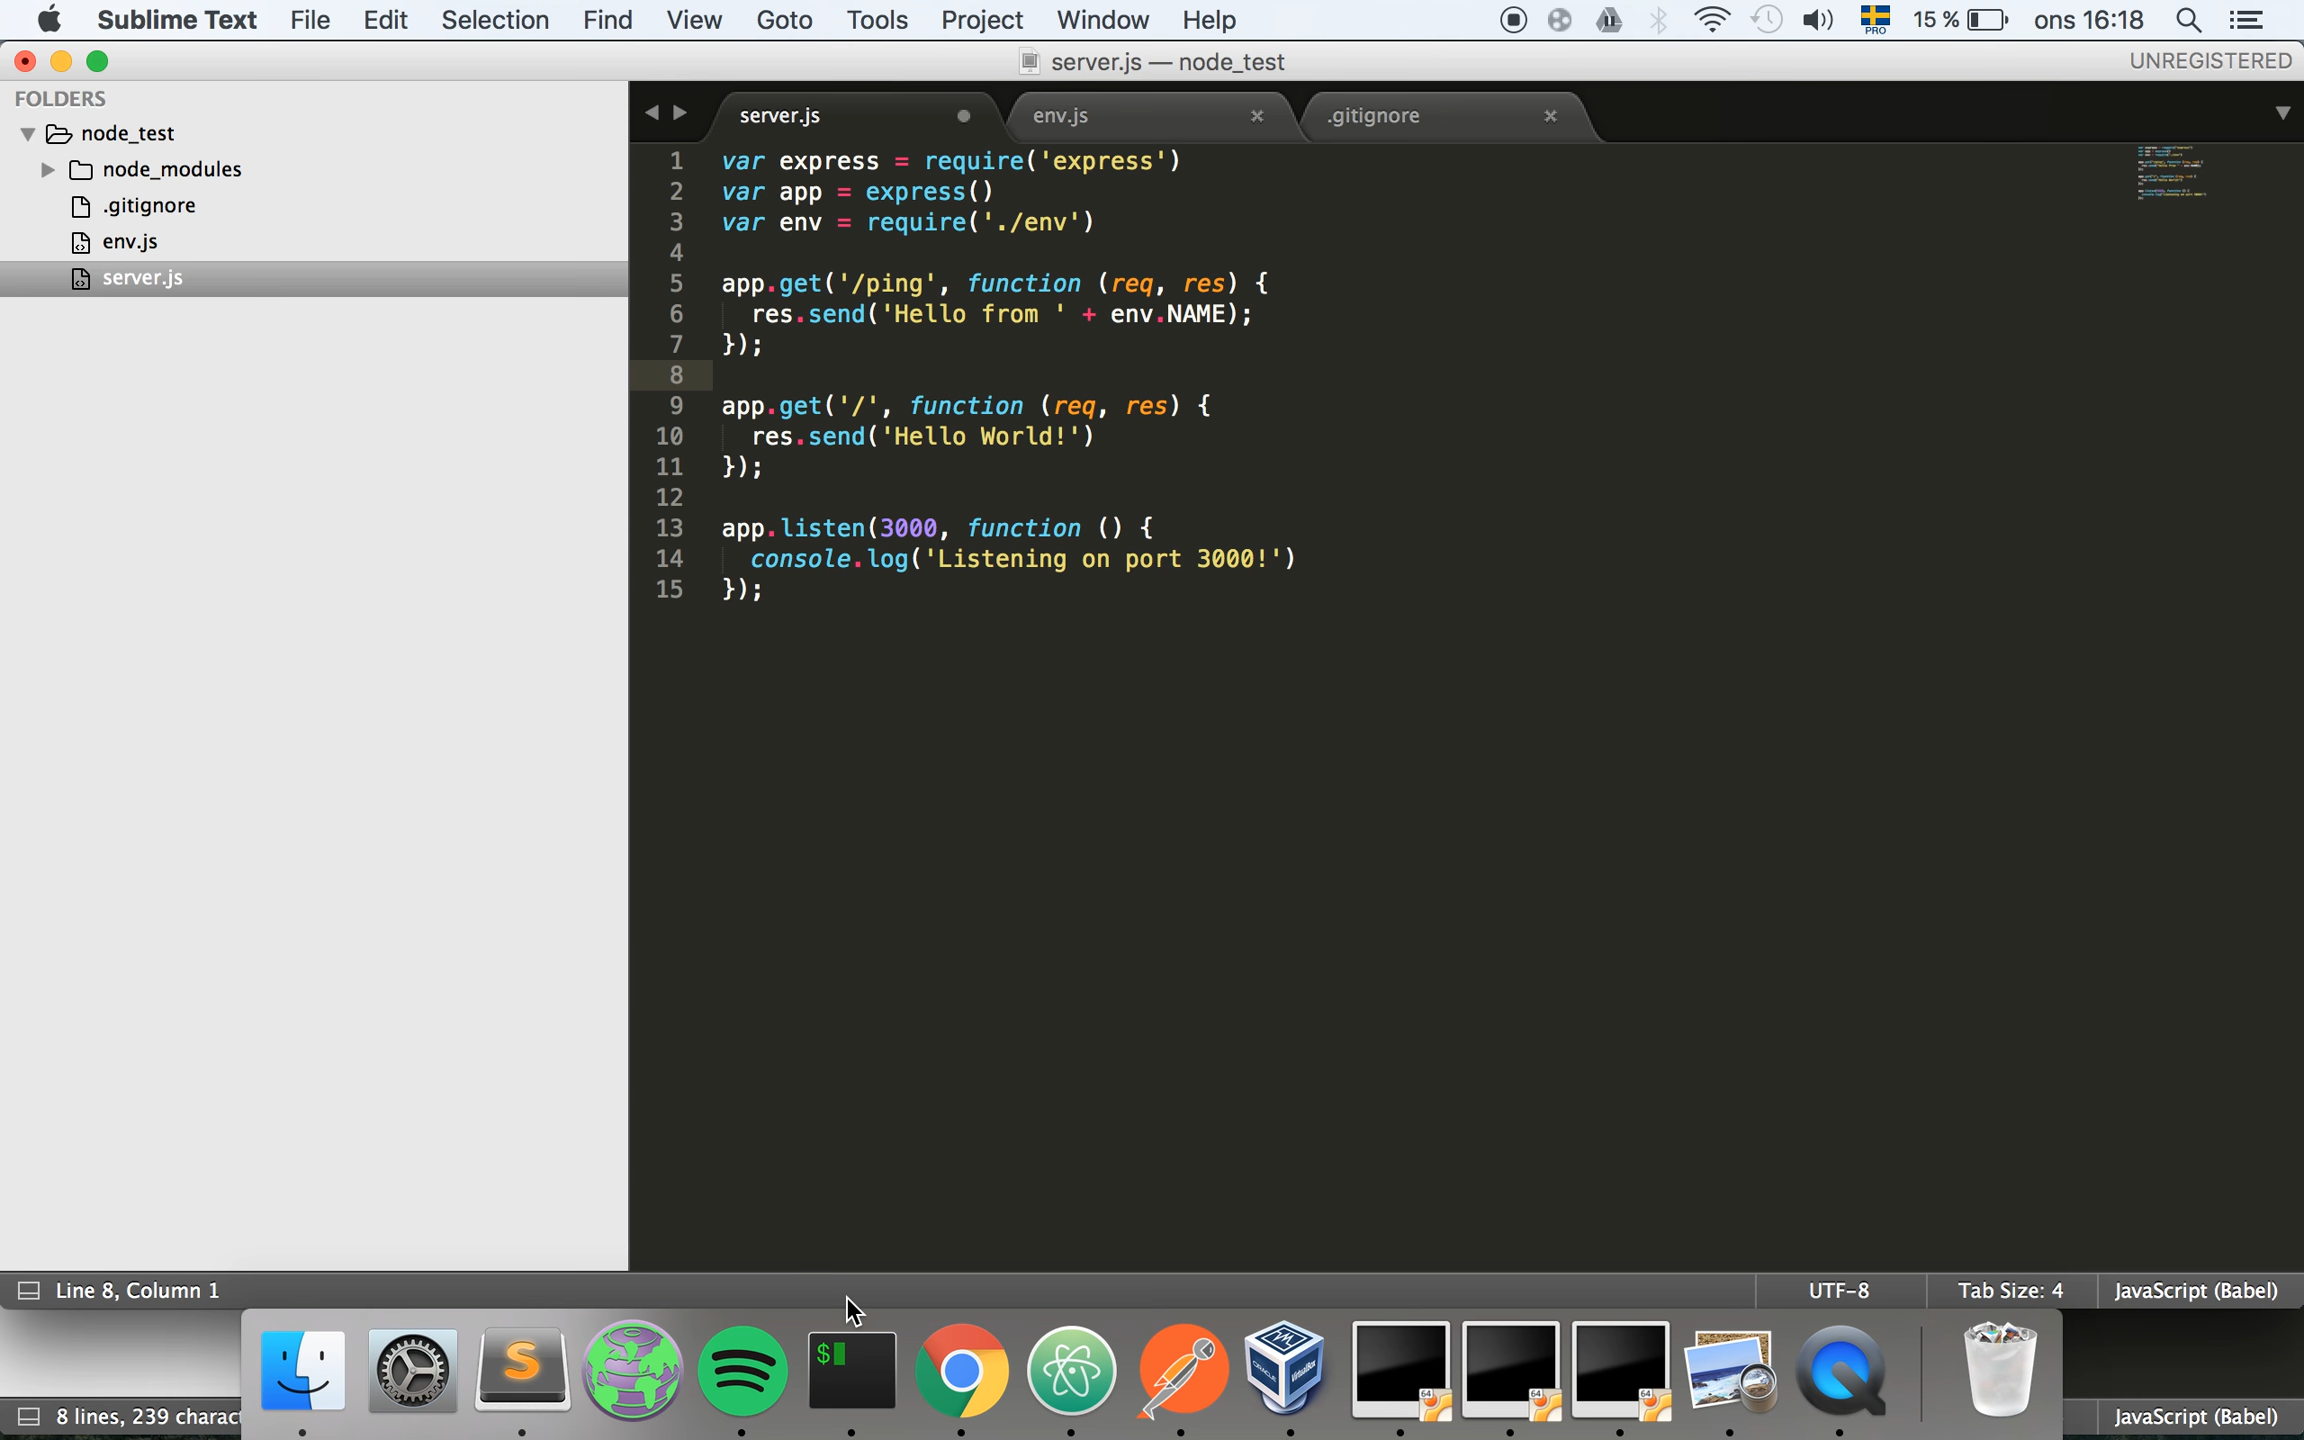 Sublime Text File Edit Selection Find View Goto Tools Project Window Help PRO 15 % ons 16:18
server.js — node_test UNREGISTERED
FOLDERS
node_test
node_modules
.gitignore
env.js
server.js
server.js env.js .gitignore
1 var express = require('express')
2 var app = express()
3 var env = require('./env')
4
5 app.get('/ping', function (req, res) {
6 res.send('Hello from ' + env.NAME);
7 });
8
9 app.get('/', function (req, res) {
10 res.send('Hello World!')
11 });
12
13 app.listen(3000, function () {
14 console.log('Listening on port 3000!')
15 });
Line 8, Column 1 UTF-8 Tab Size: 4 JavaScript (Babel)
S $ 64 64 64
8 lines, 239 JavaScript (Babel)